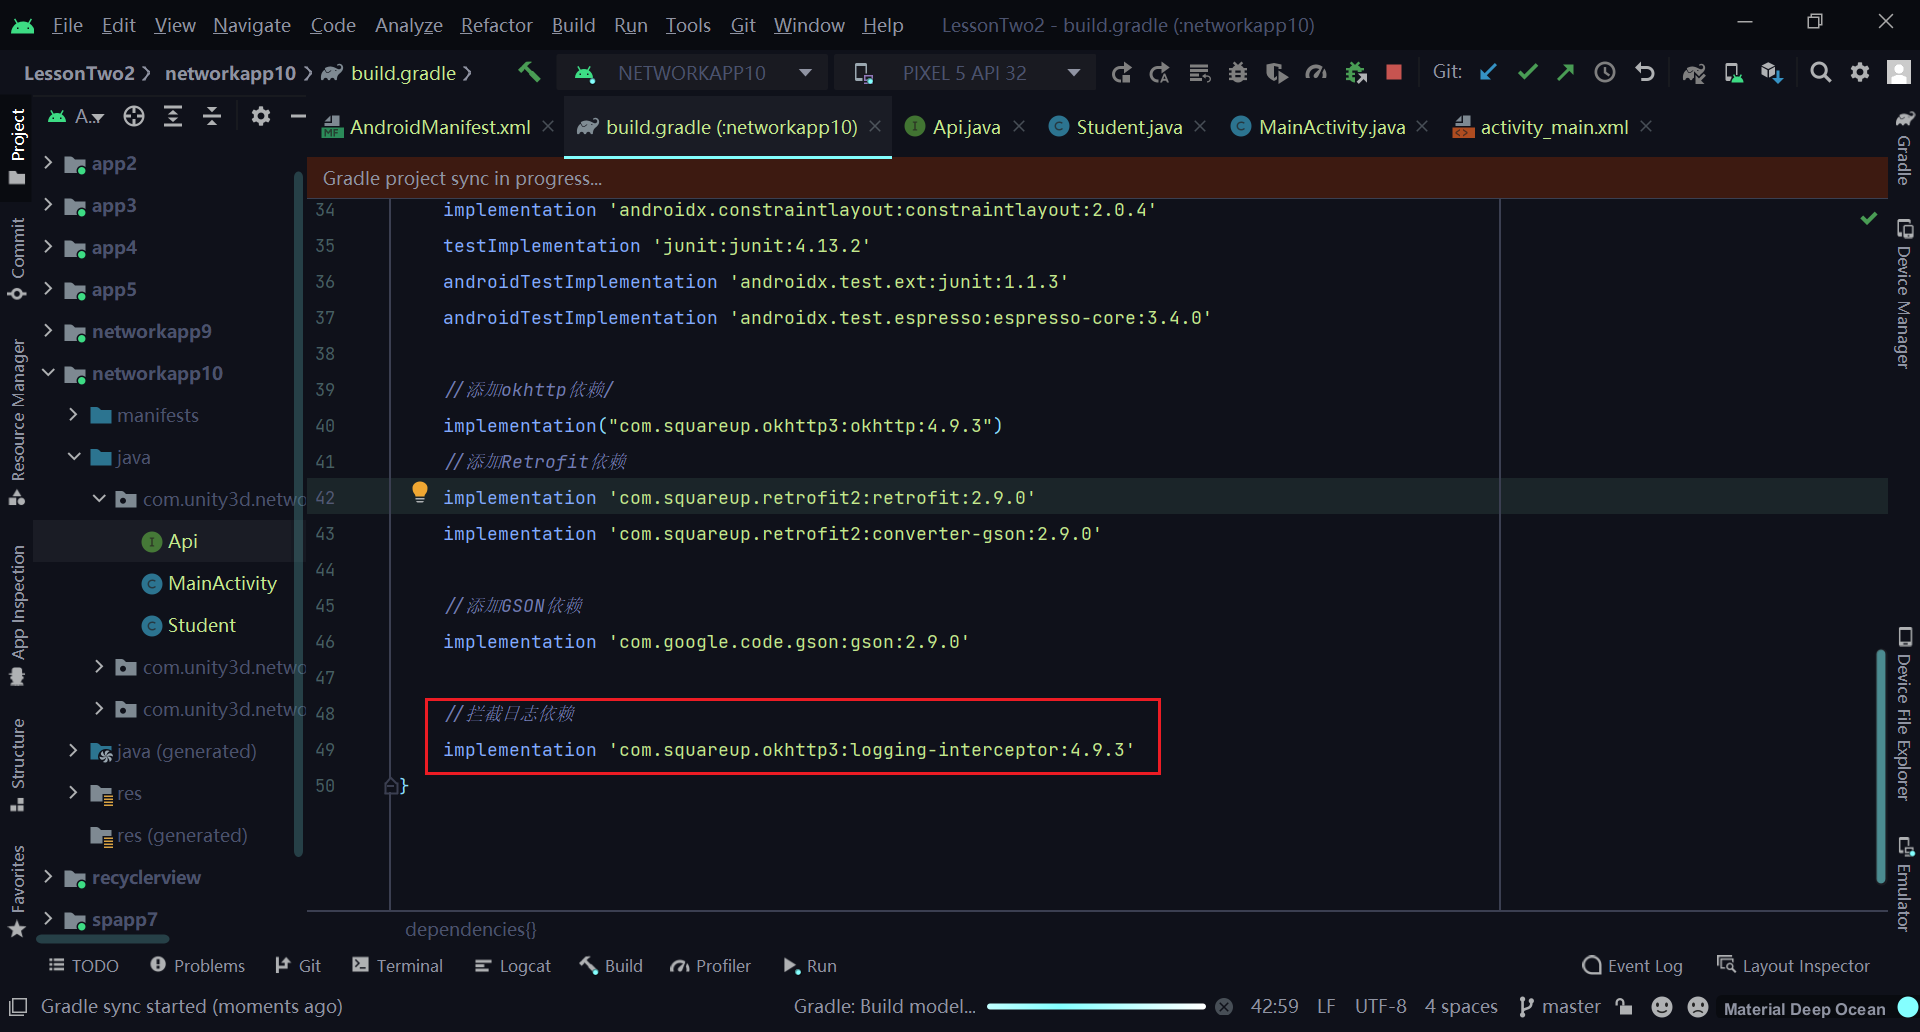 File Edit View Navigate Code Analyze Refactor Build Run Tools Git Window Help LessonTwo2 - build.gradle (:networkapp10)
LessonTwo2 networkapp10 build.gradle NETWORKAPP10 PIXEL 5 API 32 Git:
A.. AndroidManifest.xml build.gradle (:networkapp10) Api.java Student.java MainActivity.java activity_main.xml
Project
Commit
Resource Manager
App Inspection
Structure
Favorites
app2
app3
app4
app5
networkapp9
networkapp10
manifests
java
com.unity3d.netwo
Api
MainActivity
Student
com.unity3d.netwo
com.unity3d.netwo
java (generated)
res
res (generated)
recyclerview
spapp7
Gradle project sync in progress...
34 implementation 'androidx.constraintlayout:constraintlayout:2.0.4'
35 testImplementation 'junit:junit:4.13.2'
36 androidTestImplementation 'androidx.test.ext:junit:1.1.3'
37 androidTestImplementation 'androidx.test.espresso:espresso-core:3.4.0'
38
39 //添加okhttp依赖/
40 implementation("com.squareup.okhttp3:okhttp:4.9.3")
41 //添加Retrofit依赖
42 implementation 'com.squareup.retrofit2:retrofit:2.9.0'
43 implementation 'com.squareup.retrofit2:converter-gson:2.9.0'
44
45 //添加GSON依赖
46 implementation 'com.google.code.gson:gson:2.9.0'
47
48 //拦截日志依赖
49 implementation 'com.squareup.okhttp3:logging-interceptor:4.9.3'
50 }
dependencies{}
Gradle
Device Manager
Device File Explorer
Emulator
TODO Problems Git Terminal Logcat Build Profiler Run Event Log Layout Inspector
Gradle sync started (moments ago) Gradle: Build model... 42:59 LF UTF-8 4 spaces master Material Deep Ocean